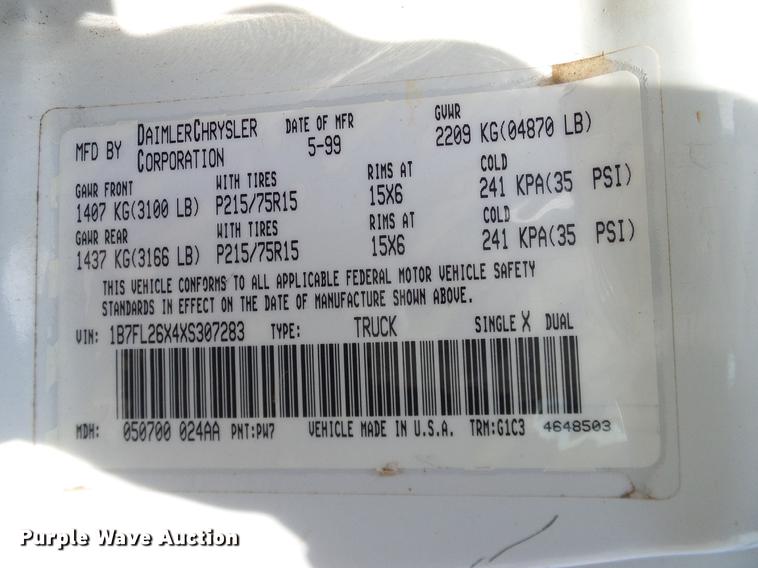 MFD BY DAIMLERCHRYSLER CORPORATION DATE OF MFR 5-99 GVWR 2209 KG(04870 LB)
GAWR FRONT WITH TIRES RIMS AT COLD
1407 KG(3100 LB) P215/75R15 15X6 241 KPA(35 PSI)
GAWR REAR WITH TIRES RIMS AT COLD
1437 KG(3166 LB) P215/75R15 15X6 241 KPA(35 PSI)
THIS VEHICLE CONFORMS TO ALL APPLICABLE FEDERAL MOTOR VEHICLE SAFETY
STANDARDS IN EFFECT ON THE DATE OF MANUFACTURE SHOWN ABOVE.
VIN: 1B7FL26X4XS307283 TYPE: TRUCK SINGLE X DUAL
MDH: 050700 024AA PNT:PW7 VEHICLE MADE IN U.S.A. TRM:G1C3 4648503
Purple Wave Auction